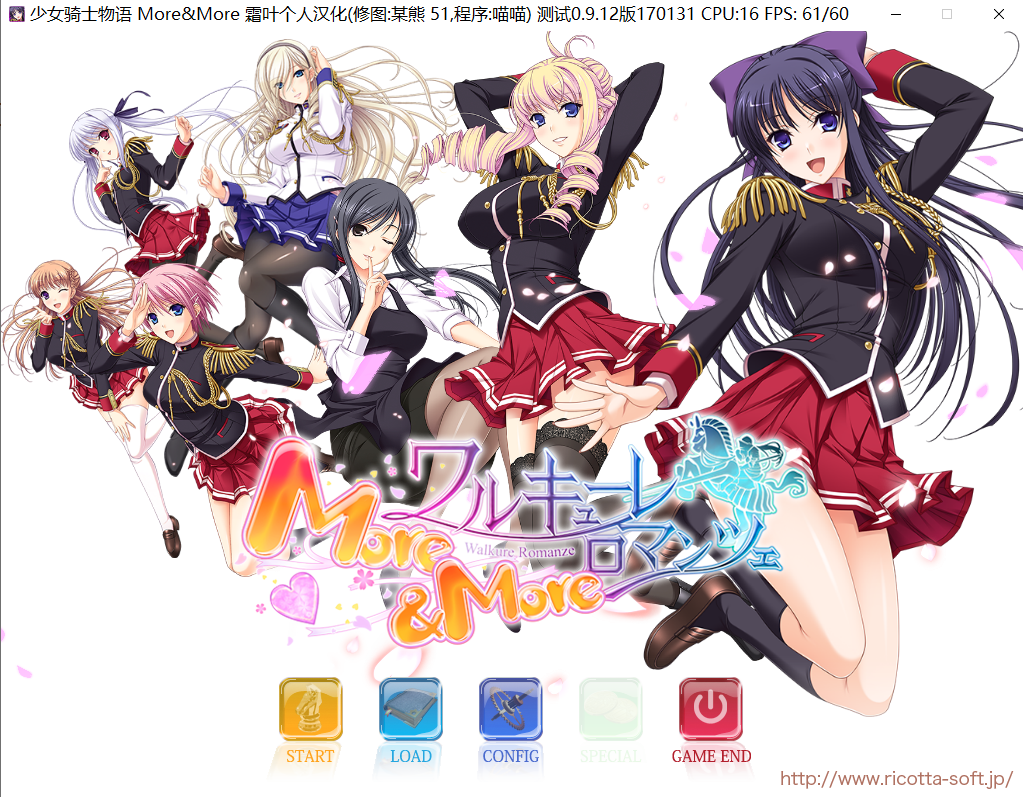 少女骑士物语 More&More 霜叶个人汉化(修图:某熊 51,程序:喵喵) 测试0.9.12版170131 CPU:16 FPS: 61/60
ワルキューレ
More
Walkure Romanze
ロマンツェ
&More
START LOAD CONFIG SPECIAL GAME END
http://www.ricotta-soft.jp/